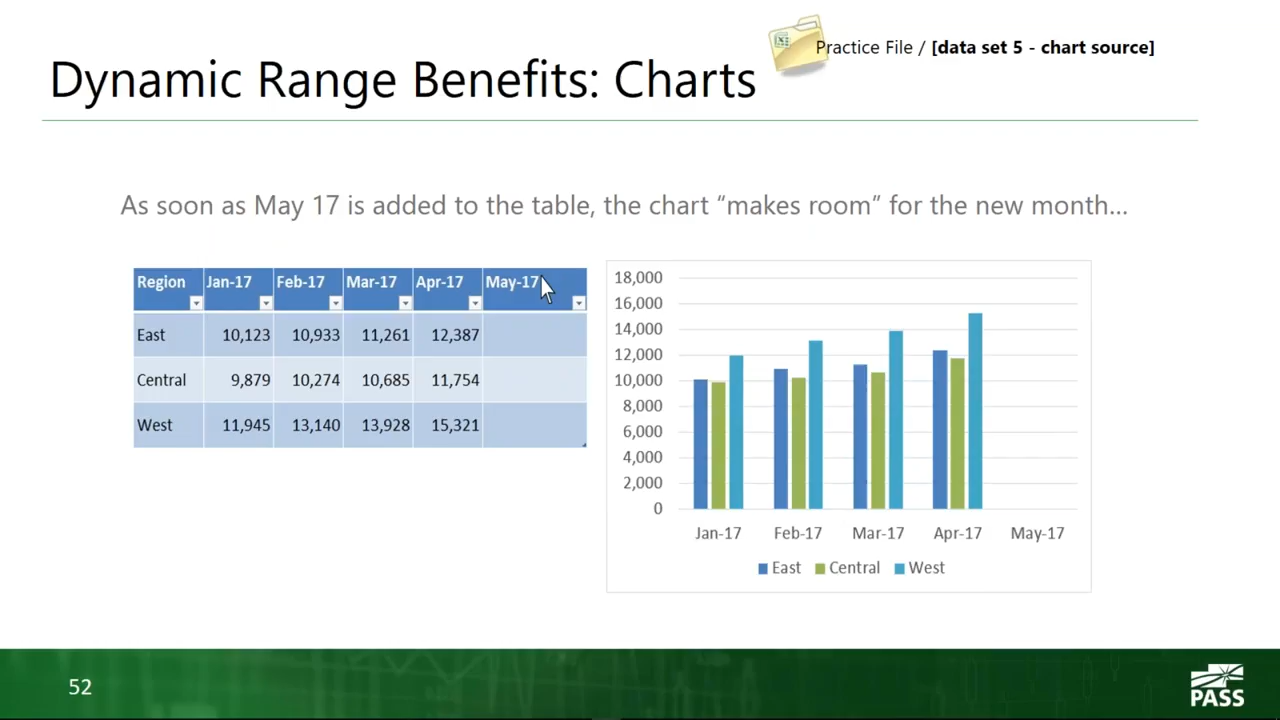 Practice File / [data set 5 - chart source]
Dynamic Range Benefits: Charts
As soon as May 17 is added to the table, the chart “makes room” for the new month…
Region Jan-17 Feb-17 Mar-17 Apr-17 May-17
East 10,123 10,933 11,261 12,387
Central 9,879 10,274 10,685 11,754
West 11,945 13,140 13,928 15,321
18,000
16,000
14,000
12,000
10,000
8,000
6,000
4,000
2,000
0
Jan-17 Feb-17 Mar-17 Apr-17 May-17
East Central West
52
PASS